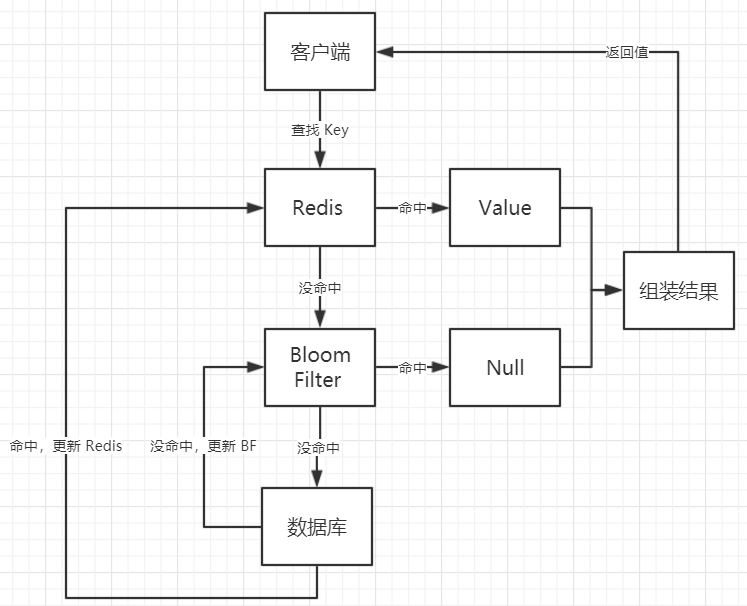 客户端
返回值
查找 Key
Redis
命中
Value
没命中
组装结果
Bloom
Filter
命中
Null
命中，更新 Redis
没命中，更新 BF
没命中
数据库